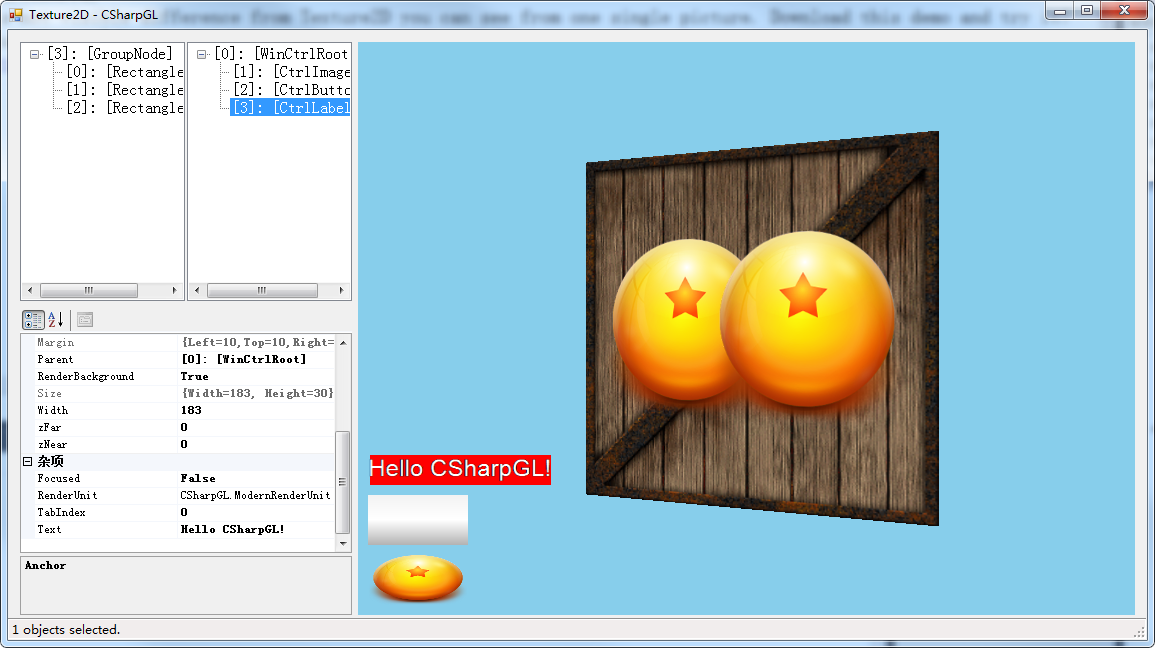 Texture2D - CSharpGL
fference from Texture2D you can see from one single picture. Download this demo and try
[3]: [GroupNode]
[0]: [Rectangle
[1]: [Rectangle
[2]: [Rectangle
[0]: [WinCtrlRoot
[1]: [CtrlImage
[2]: [CtrlButto
[3]: [CtrlLabel
Margin {Left=10,Top=10,Right=
Parent [0]: [WinCtrlRoot]
RenderBackground True
Size {Width=183, Height=30}
Width 183
zFar 0
zNear 0
杂项
Focused False
RenderUnit CSharpGL.ModernRenderUnit
TabIndex 0
Text Hello CSharpGL!
Anchor
Hello CSharpGL!
1 objects selected.